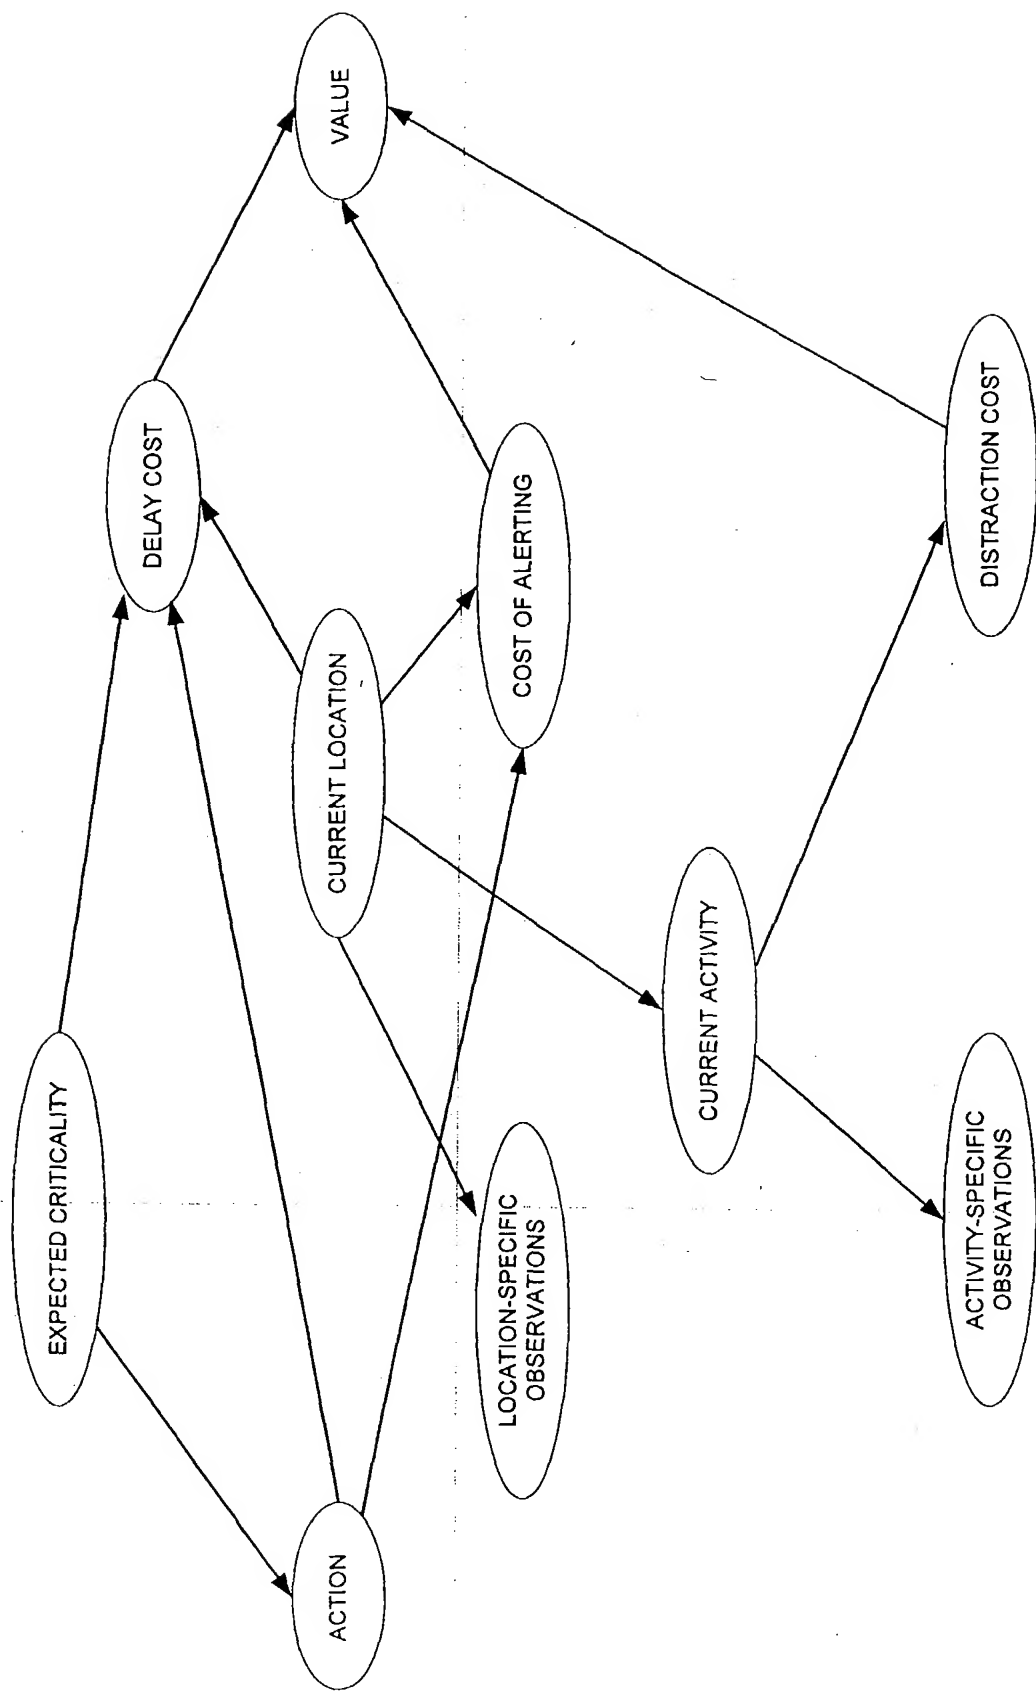 EXPECTED CRITICALITY
DELAY COST
ACTION
CURRENT LOCATION
VALUE
LOCATION-SPECIFIC
OBSERVATIONS
COST OF ALERTING
CURRENT ACTIVITY
ACTIVITY-SPECIFIC
OBSERVATIONS
DISTRACTION COST